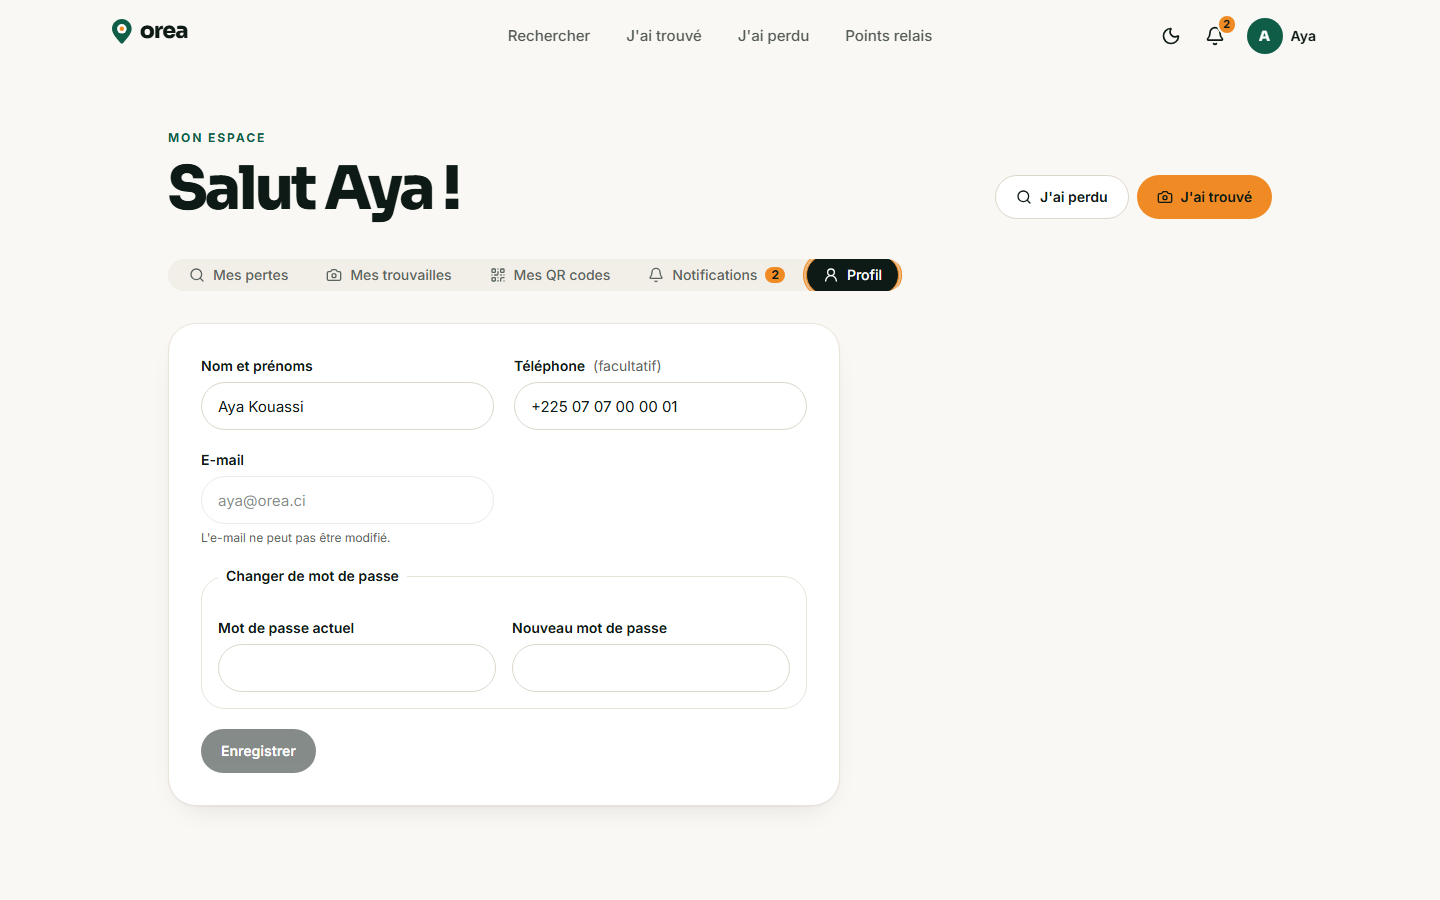 orea
Rechercher J'ai trouvé J'ai perdu Points relais
2
A Aya
MON ESPACE
Salut Aya !
J'ai perdu J'ai trouvé
Mes pertes Mes trouvailles Mes QR codes Notifications 2 Profil
Nom et prénoms Téléphone (facultatif)
Aya Kouassi +225 07 07 00 00 01
E-mail
aya@orea.ci
L'e-mail ne peut pas être modifié.
Changer de mot de passe
Mot de passe actuel Nouveau mot de passe
Enregistrer